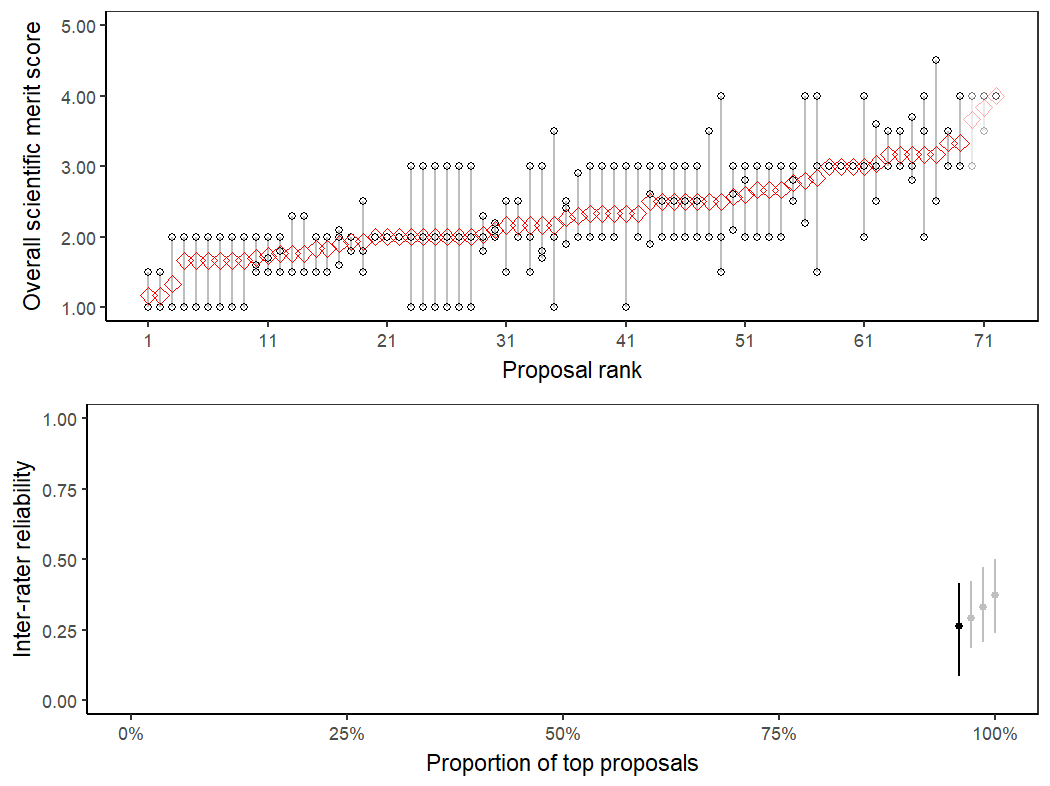 Overall scientific merit score
5.00
4.00
3.00
2.00
1.00
1 11 21 31 41 51 61 71
Proposal rank
Inter-rater reliability
1.00
0.75
0.50
0.25
0.00
0% 25% 50% 75% 100%
Proportion of top proposals